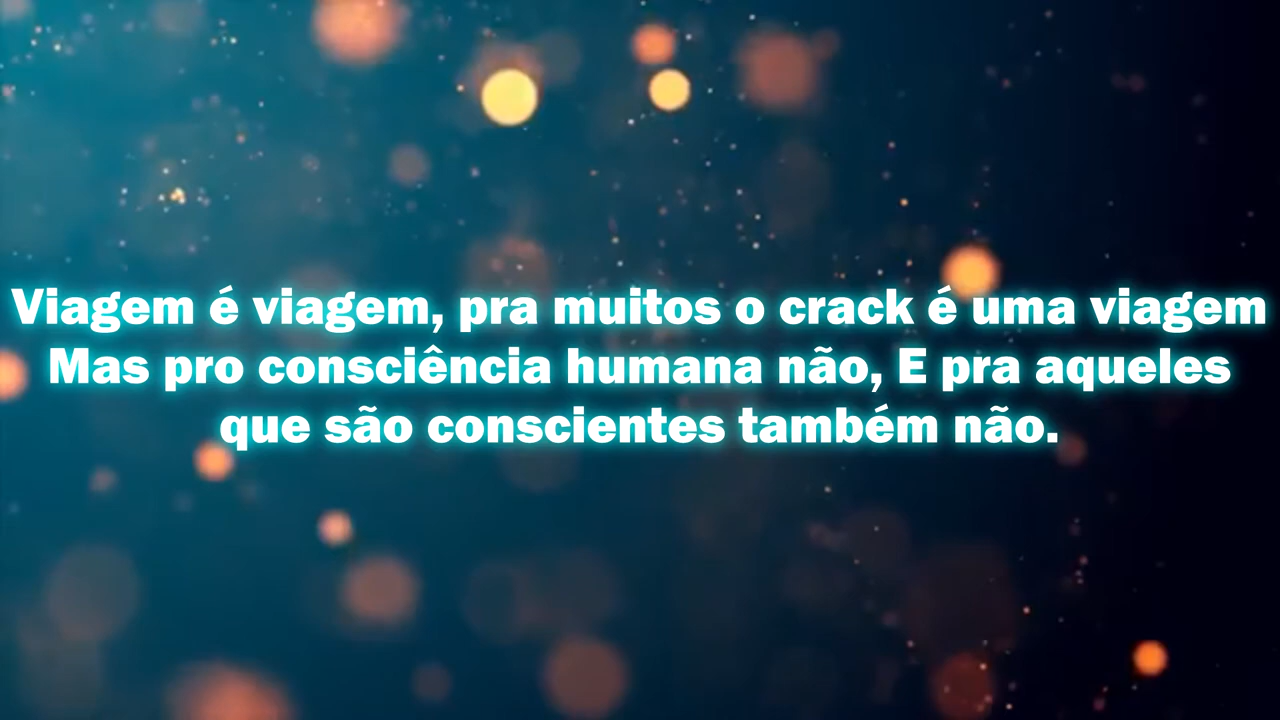 Viagem é viagem, pra muitos o crack é uma viagem
Mas pro consciência humana não, E pra aqueles
que são conscientes também não.